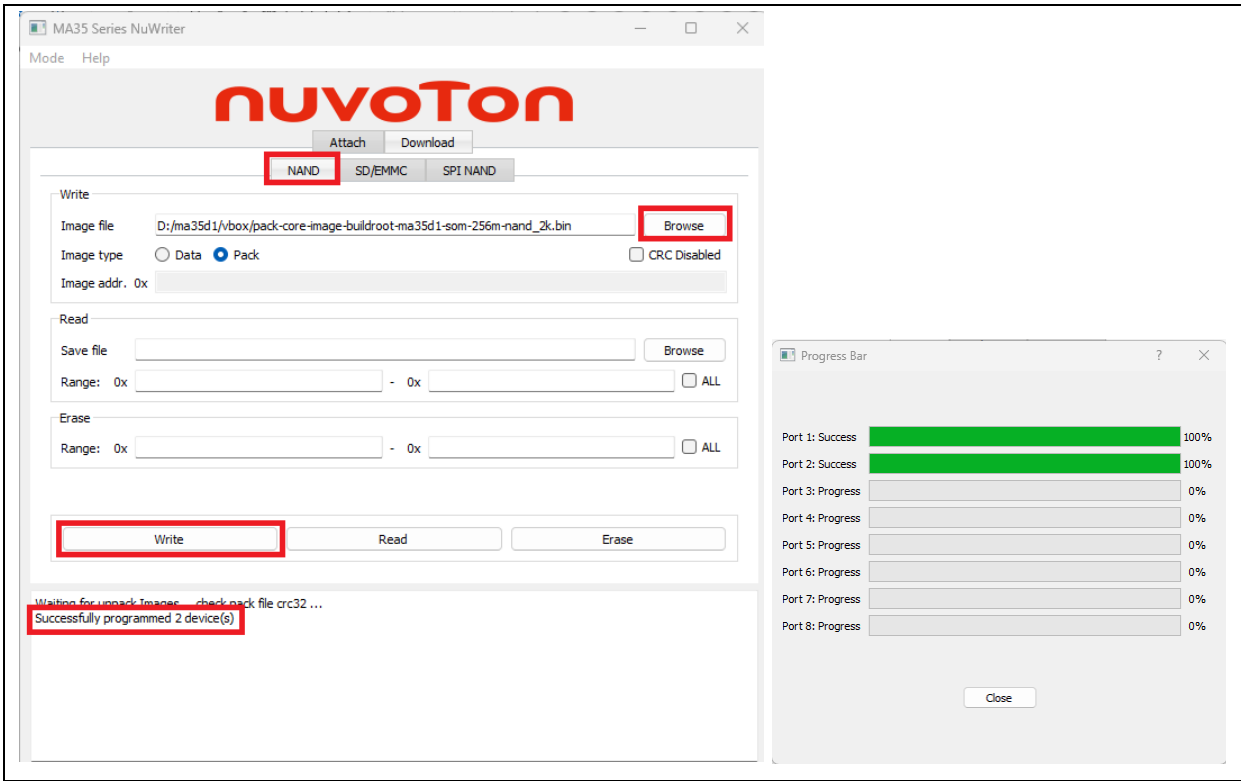 MA35 Series NuWriter
Mode Help
nuvoTon
Attach Download
NAND SD/EMMC SPI NAND
Write
Image file D:/ma35d1/vbox/pack-core-image-buildroot-ma35d1-som-256m-nand_2k.bin Browse
Image type Data Pack CRC Disabled
Image addr. 0x
Read
Save file Browse
Range: 0x - 0x ALL
Erase
Range: 0x - 0x ALL
Write Read Erase
Waiting for unpack Images ... check pack file crc32 ...
Successfully programmed 2 device(s)
Progress Bar ?
Port 1: Success 100%
Port 2: Success 100%
Port 3: Progress 0%
Port 4: Progress 0%
Port 5: Progress 0%
Port 6: Progress 0%
Port 7: Progress 0%
Port 8: Progress 0%
Close